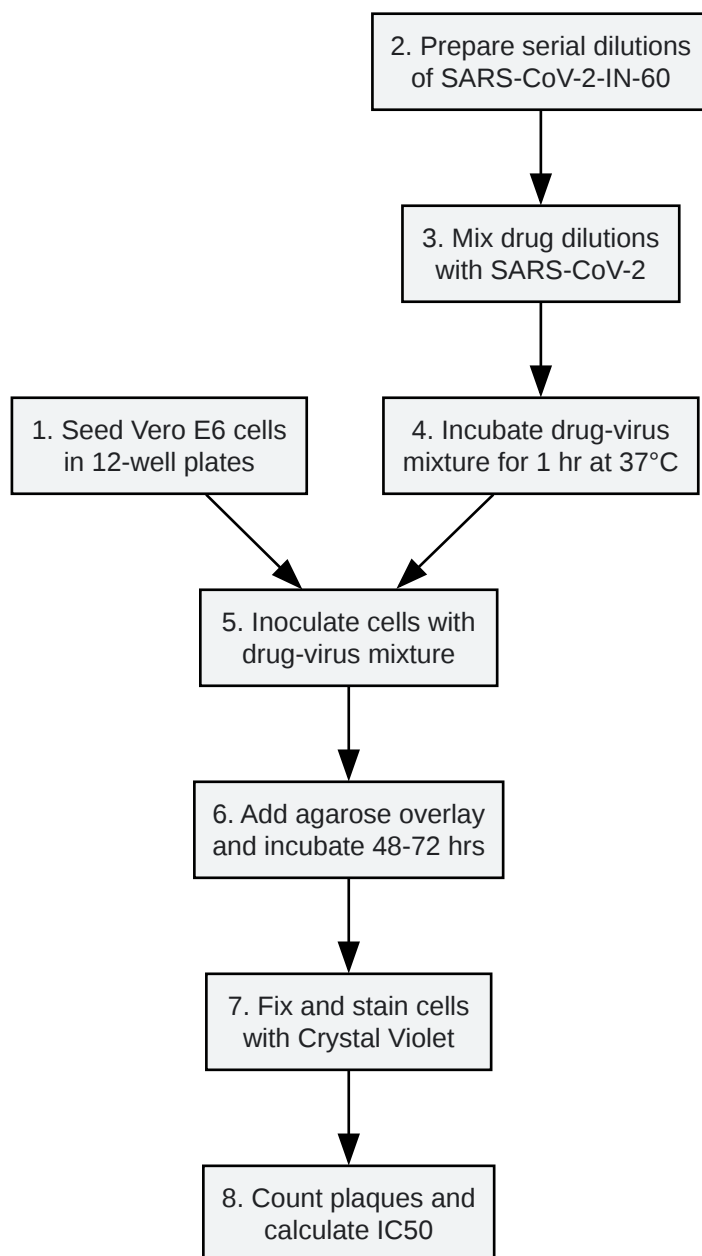 2. Prepare serial dilutions
of SARS-CoV-2-IN-60
3. Mix drug dilutions
with SARS-CoV-2
1. Seed Vero E6 cells
in 12-well plates
4. Incubate drug-virus
mixture for 1 hr at 37°C
5. Inoculate cells with
drug-virus mixture
6. Add agarose overlay
and incubate 48-72 hrs
7. Fix and stain cells
with Crystal Violet
8. Count plaques and
calculate IC50